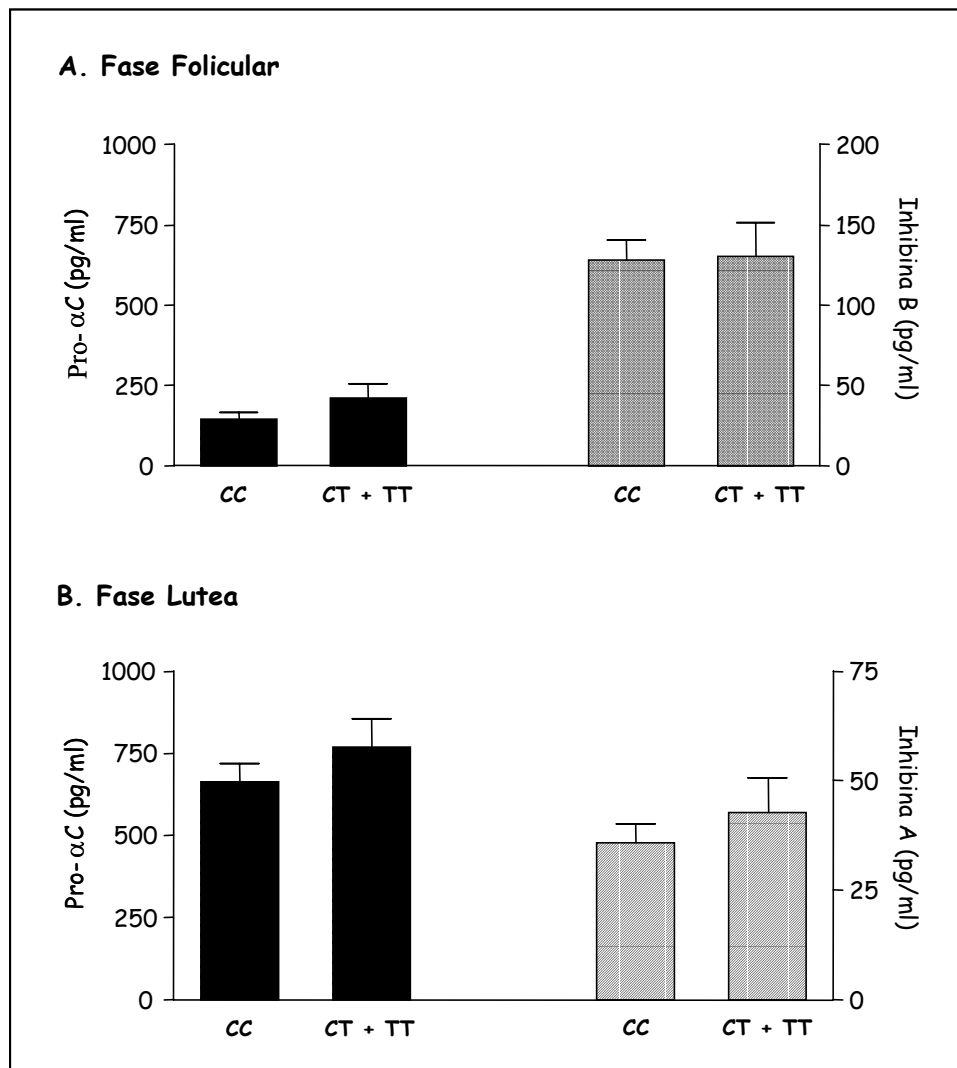 A. Fase Folicular
1000
750
500
250
0
Pro-αC (pg/ml)
200
150
100
50
0
Inhibina B (pg/ml)
CC
CT + TT
CC
CT + TT
B. Fase Lutea
1000
750
500
250
0
Pro-αC (pg/ml)
75
50
25
0
Inhibina A (pg/ml)
CC
CT + TT
CC
CT + TT